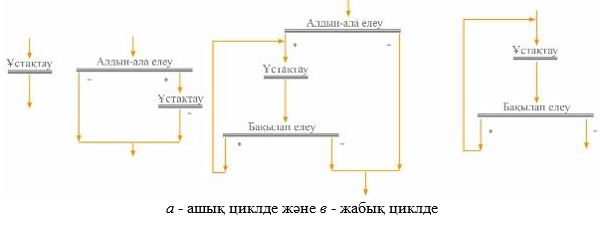 Ұстақтау
Алдын-ала елеу
- +
Ұстақтау
-
Алдын-ала елеу
+ -
Ұстақтау
Бақылап елеу
+ -
Ұстақтау
Бақылап елеу
+ -
а - ашық циклде және в - жабық циклде